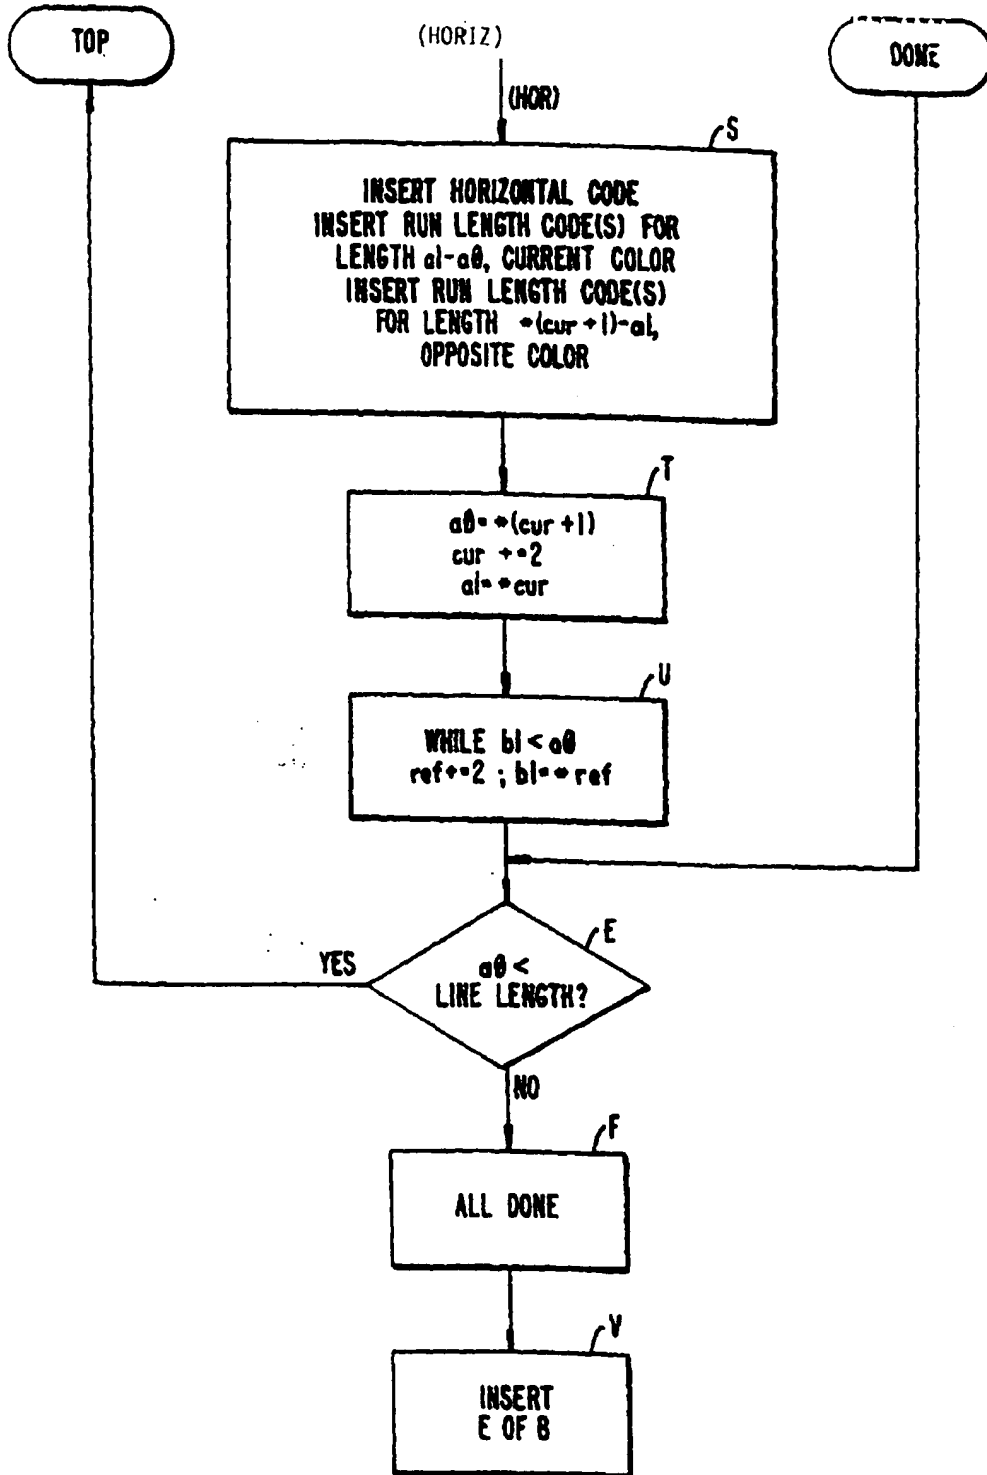 TOP
(HORIZ)
DONE
(HOR)
S
INSERT HORIZONTAL CODE
INSERT RUN LENGTH CODE(S) FOR
LENGTH a1-a0, CURRENT COLOR
INSERT RUN LENGTH CODE(S)
FOR LENGTH *(cur+1)-a1,
OPPOSITE COLOR
T
a0=*(cur+1)
cur +=2
a1=*cur
U
WHILE b1<a0
ref+=2 ; b1=*ref
E
YES
a0 <
LINE LENGTH?
NO
F
ALL DONE
V
INSERT
E OF B